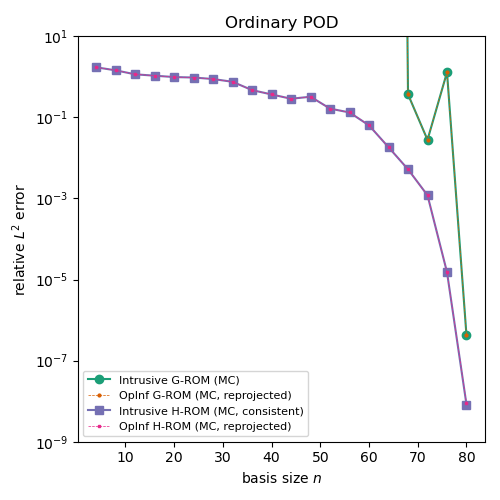 Ordinary POD
10^1
10^{-1}
10^{-3}
10^{-5}
10^{-7}
10^{-9}
relative L^2 error
Intrusive G-ROM (MC)
OpInf G-ROM (MC, reprojected)
Intrusive H-ROM (MC, consistent)
OpInf H-ROM (MC, reprojected)
10 20 30 40 50 60 70 80
basis size n